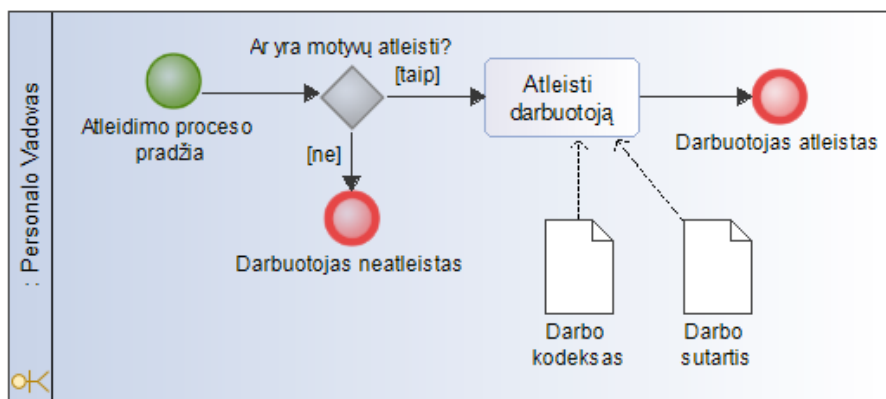 : Personalo Vadovas
Ar yra motyvų atleisti?
[taip]
Atleisti
darbuotoją
Atleidimo proceso
pradžia
Darbuotojas atleistas
[ne]
Darbuotojas neatleistas
Darbo
kodeksas
Darbo
sutartis